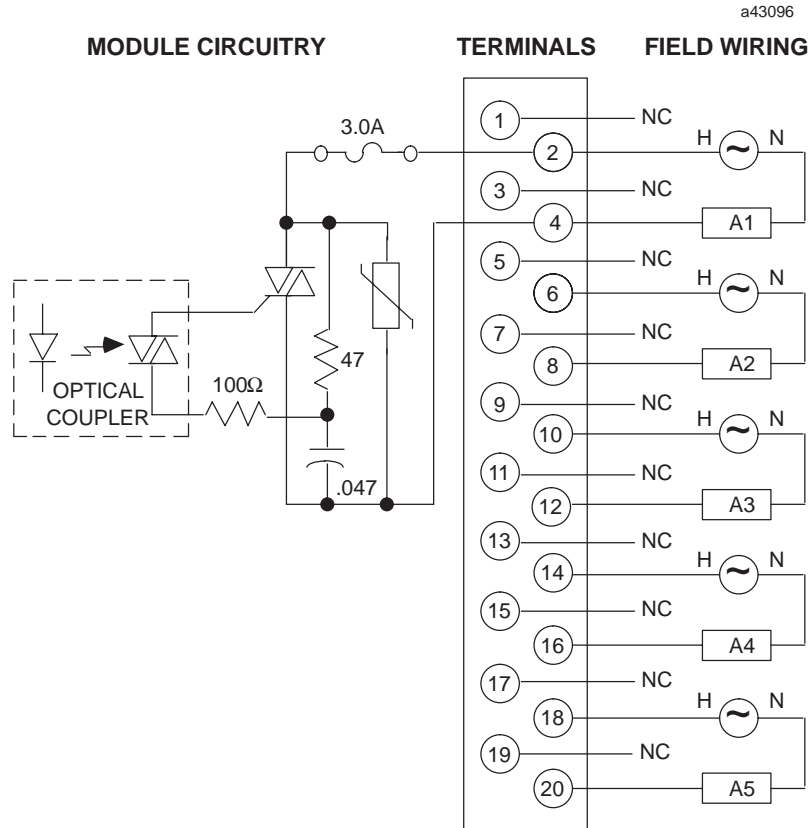 a43096
MODULE CIRCUITRY TERMINALS FIELD WIRING
1 NC
3.0A
2 H ~ N
3 NC
4 A1
5 NC
6 H ~ N
7 NC
8 A2
47
OPTICAL
COUPLER
100Ω
9 NC
10 H ~ N
11 NC
.047
12 A3
13 NC
14 H ~ N
15 NC
16 A4
17 NC
18 H ~ N
19 NC
20 A5